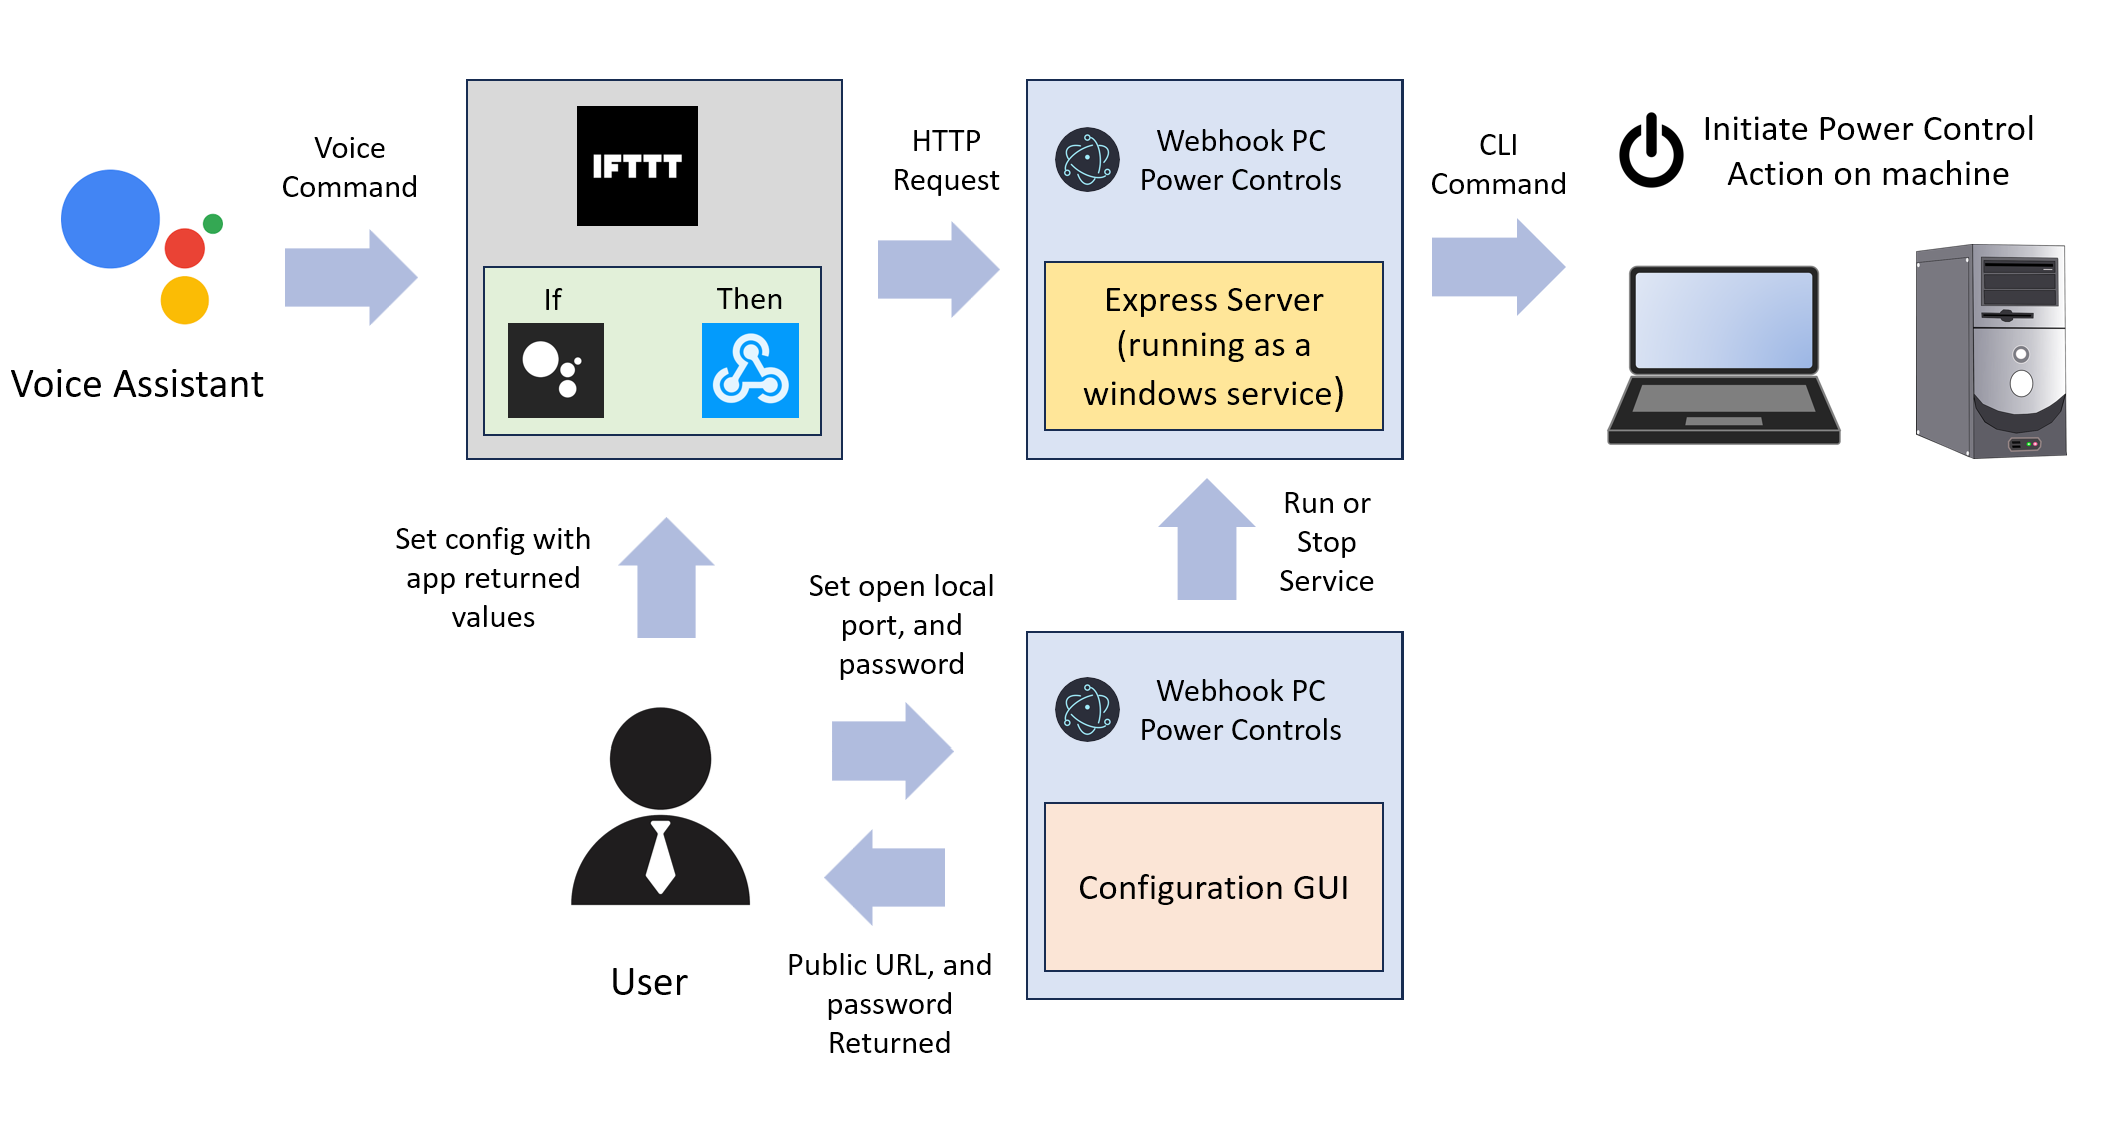 Voice Assistant
Voice
Command
IFTTT
If
Then
HTTP
Request
Webhook PC
Power Controls
Express Server
(running as a
windows service)
CLI
Command
Initiate Power Control
Action on machine
Set config with
app returned
values
Set open local
port, and
password
Run or
Stop
Service
User
Public URL, and
password
Returned
Webhook PC
Power Controls
Configuration GUI